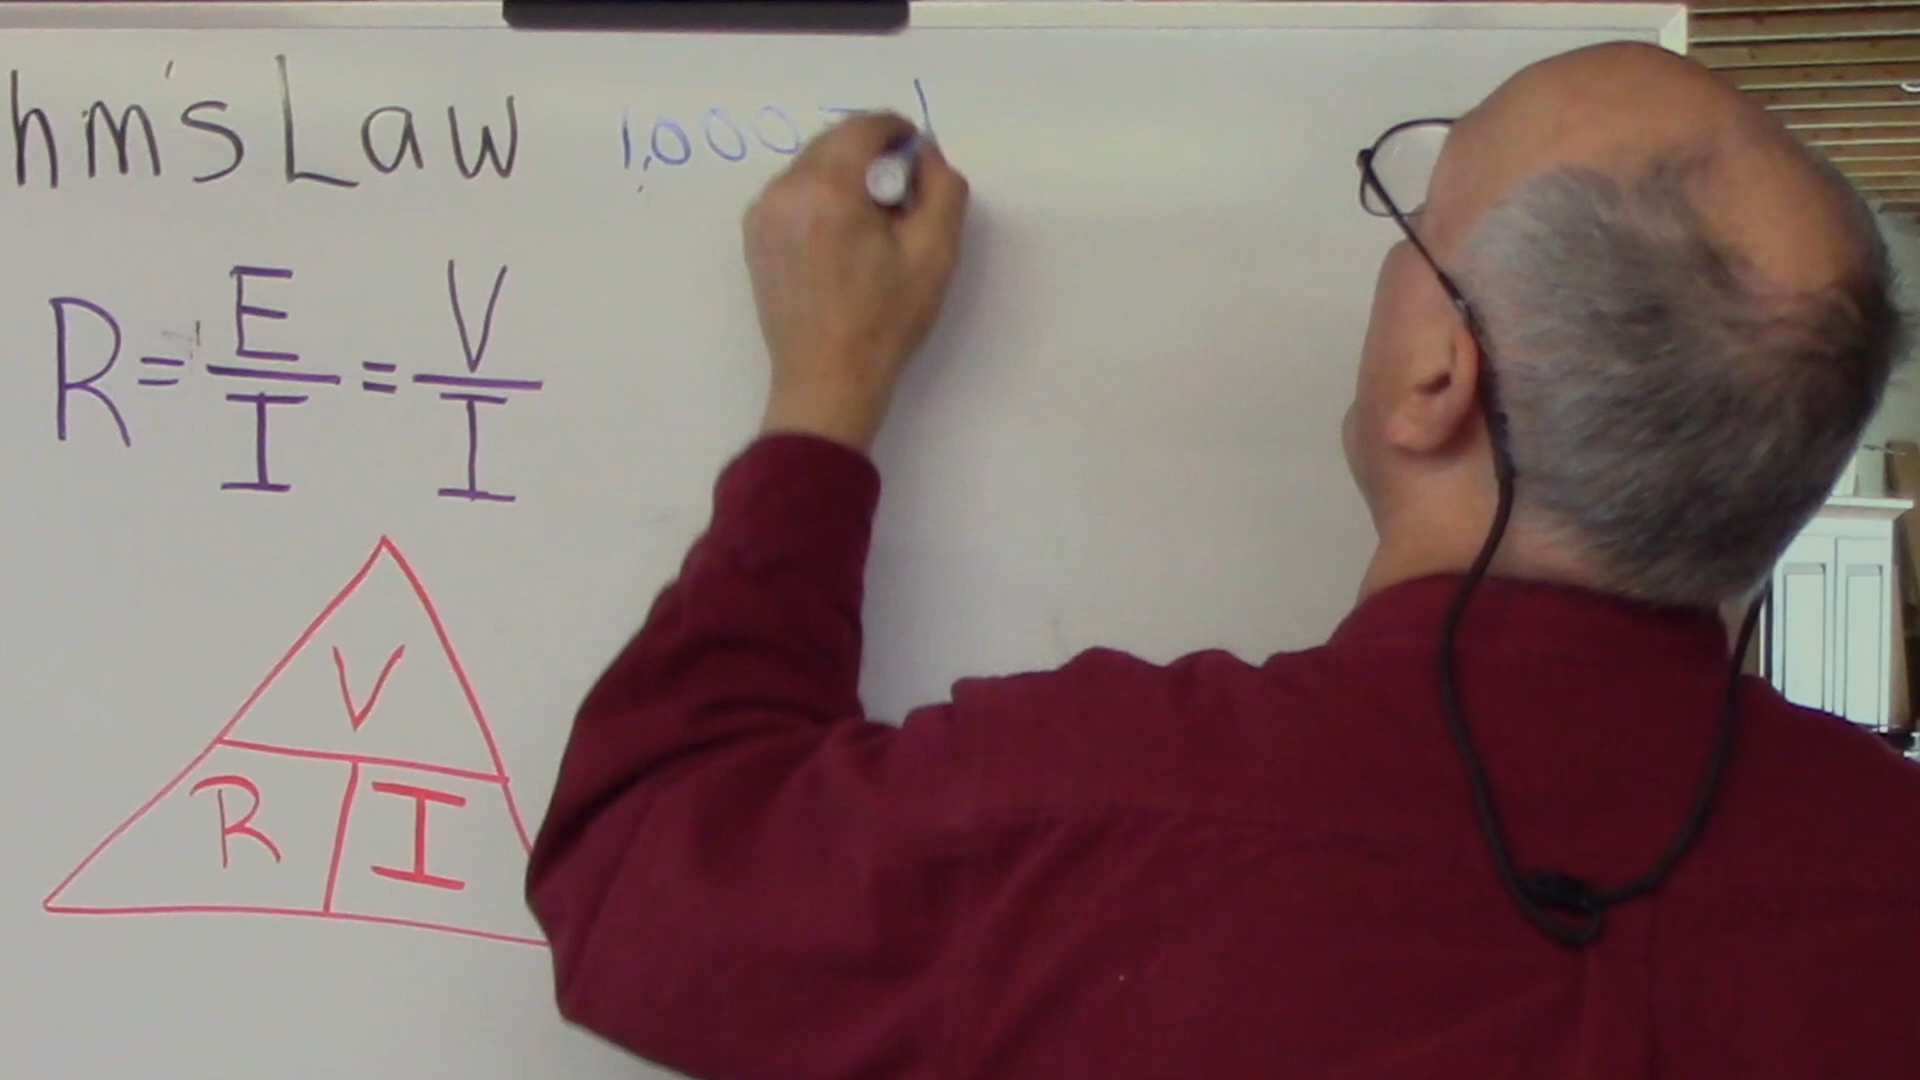 hm's Law 1,000 =
R = E/I = V/I
V
R I